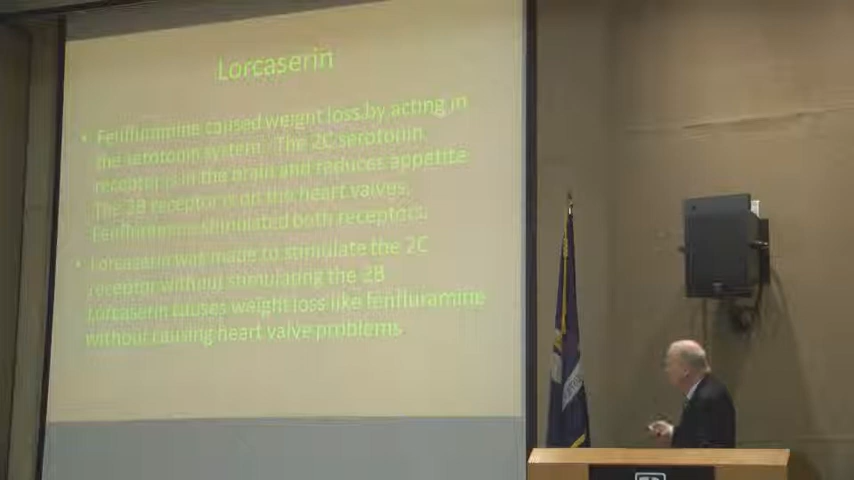 Lorcaserin
• Fenfluramine caused weight loss by acting in
the serotonin system. The 2C serotonin
receptor is in the brain and reduces appetite
The 2B receptor is on the heart valves.
Fenfluramine stimulated both receptors.
• Lorcaserin was made to stimulate the 2C
receptor without stimulating the 2B
Lorcaserin causes weight loss like fenfluramine
without causing heart valve problems.